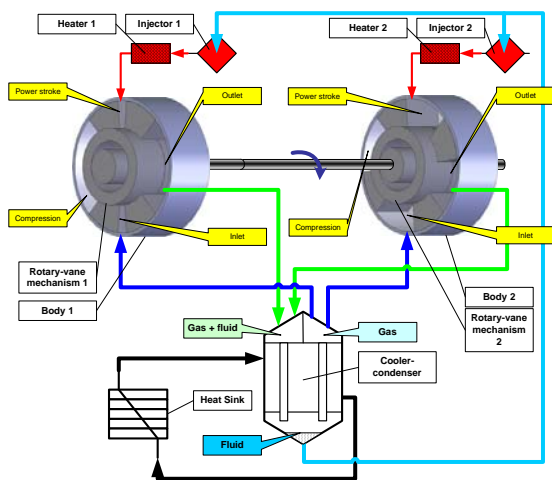 Heater 1
Injector 1
Heater 2
Injector 2
Power stroke
Outlet
Power stroke
Outlet
Compression
Inlet
Compression
Inlet
Rotary-vane
mechanism 1
Body 1
Body 2
Rotary-vane
mechanism
2
Gas + fluid
Gas
Cooler-
condenser
Heat Sink
Fluid